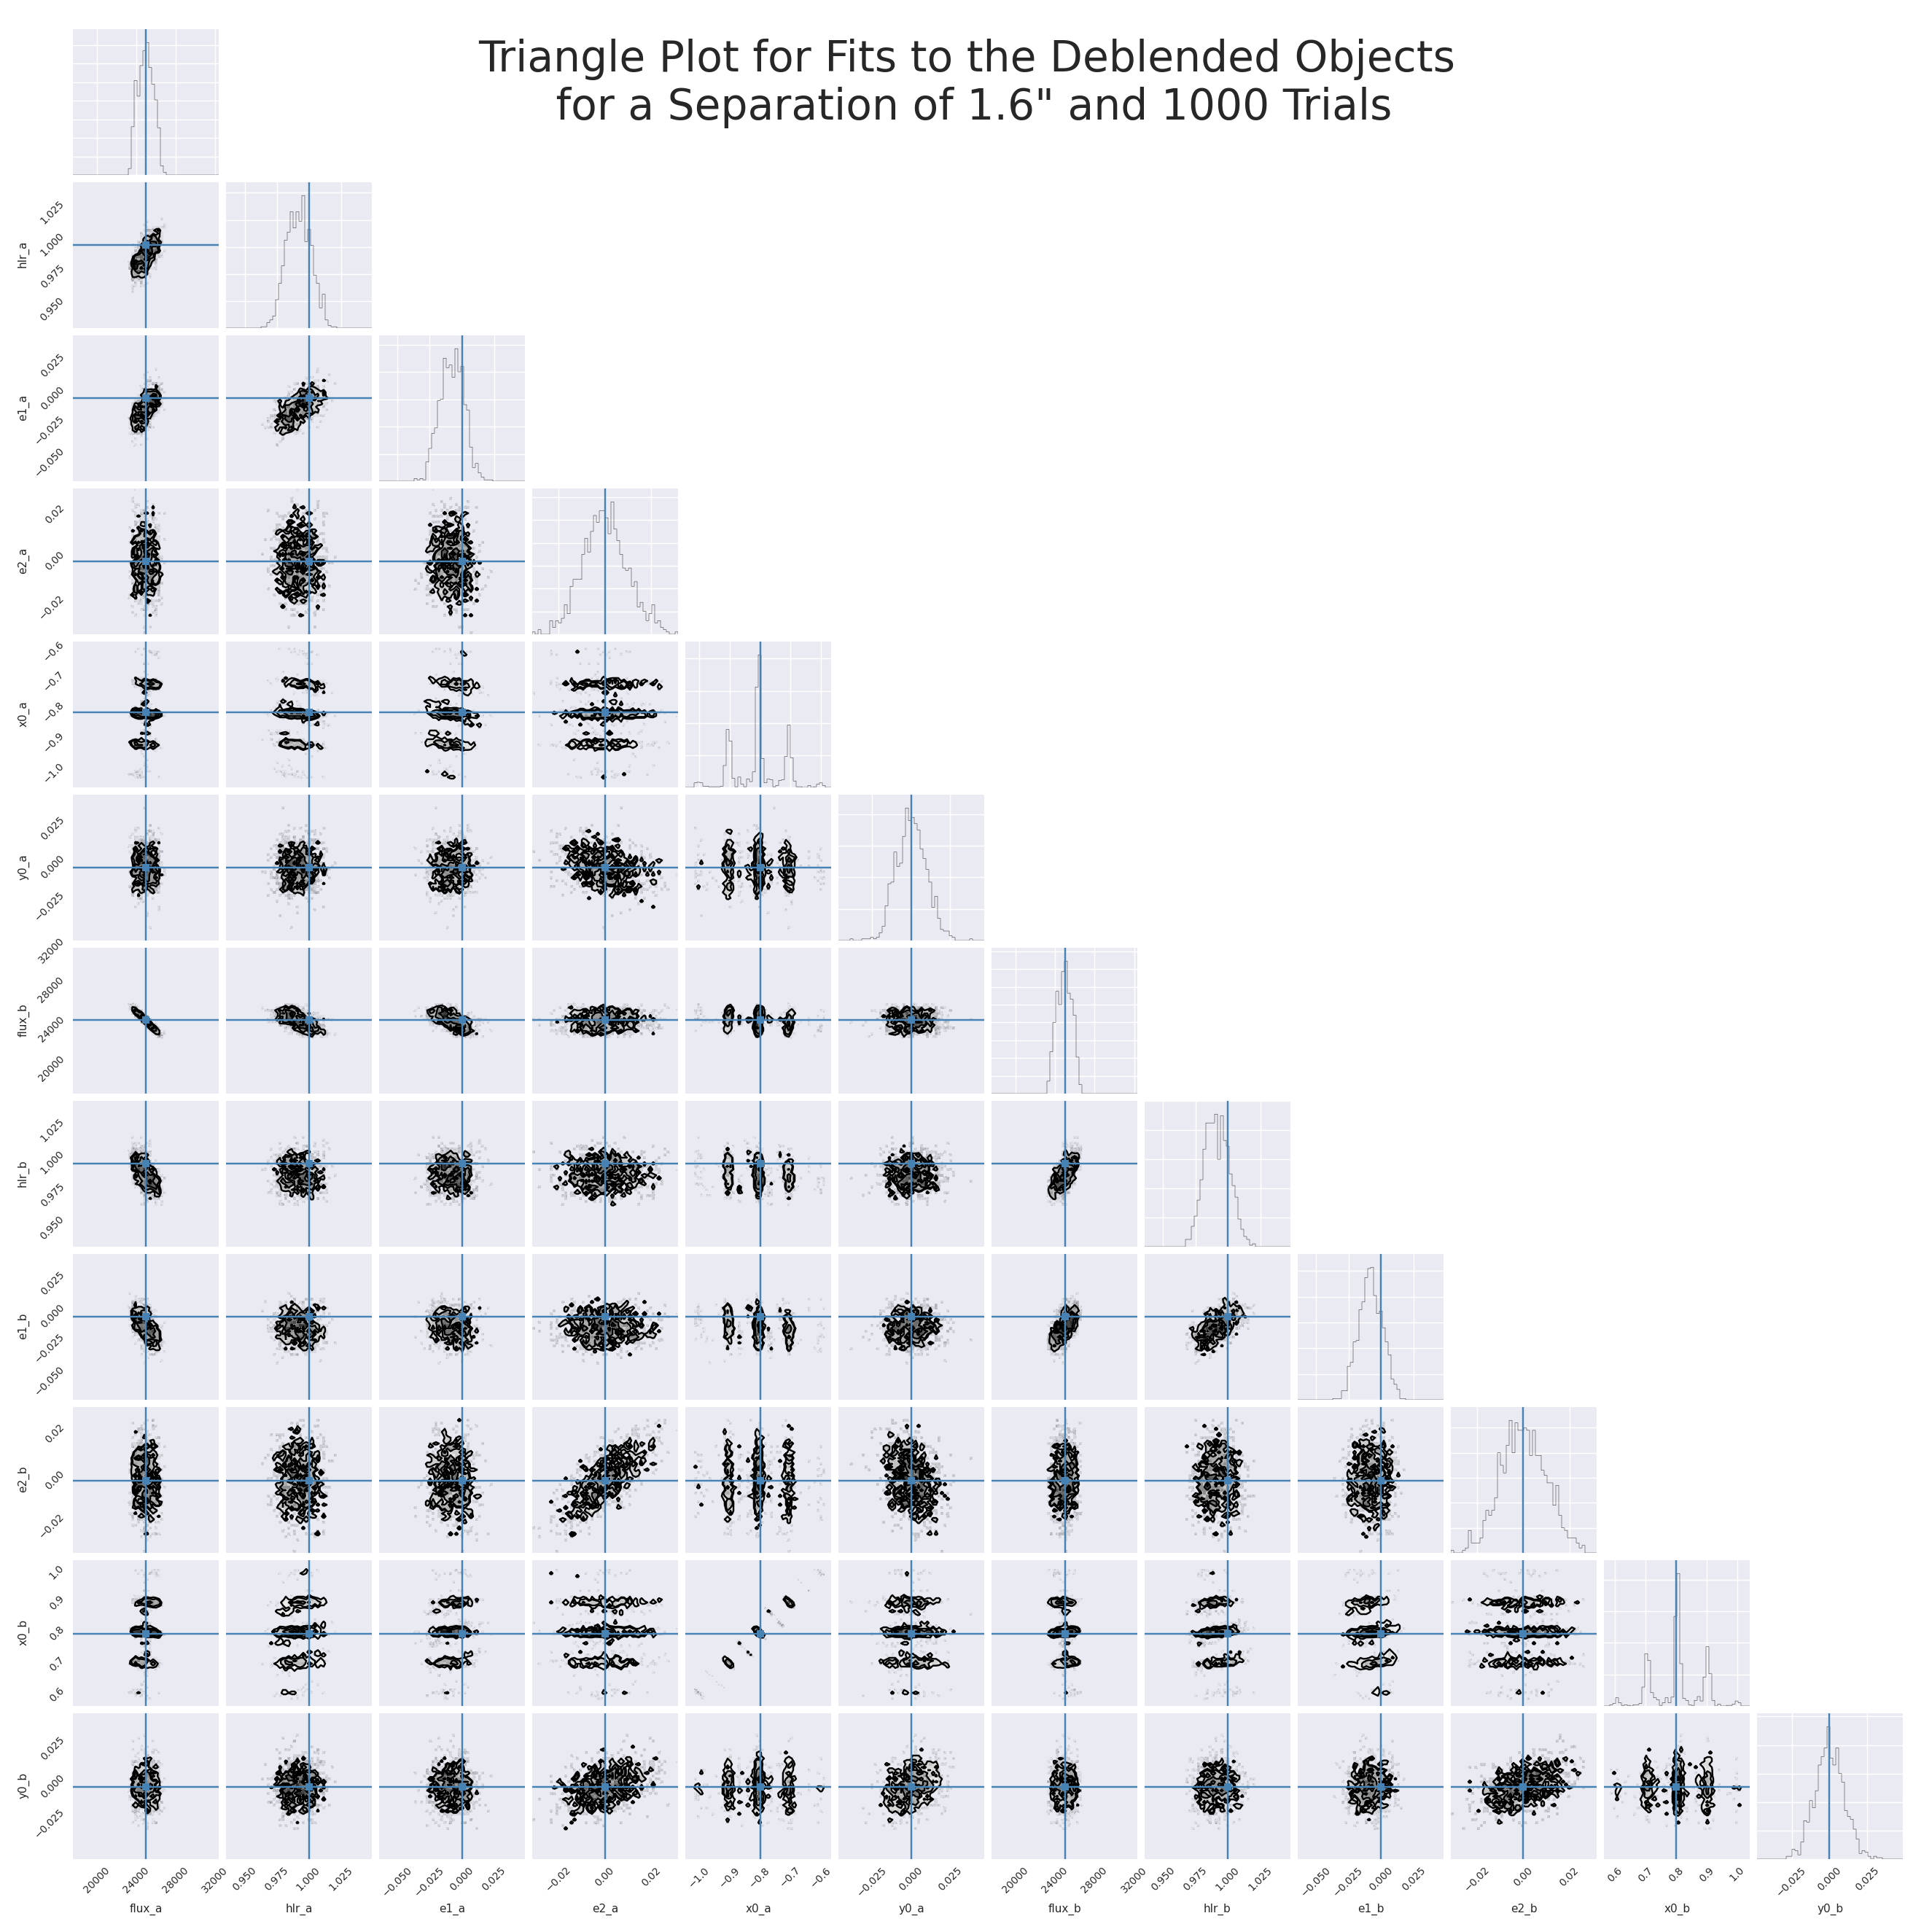 Triangle Plot for Fits to the Deblended Objects
for a Separation of 1.6" and 1000 Trials
hlr_a
1.025
1.000
0.975
0.950
e1_a
0.025
0.000
−0.025
−0.050
e2_a
0.02
0.00
−0.02
x0_a
−0.6
−0.7
−0.8
−0.9
−1.0
y0_a
0.025
0.000
−0.025
flux_b
32000
28000
24000
20000
hlr_b
1.025
1.000
0.975
0.950
e1_b
0.025
0.000
−0.025
−0.050
e2_b
0.02
0.00
−0.02
x0_b
1.0
0.9
0.8
0.7
0.6
y0_b
0.025
0.000
−0.025
20000 24000 28000 32000 0.950 0.975 1.000 1.025 −0.050 −0.025 0.000 0.025 −0.02 0.00 0.02 −1.0 −0.9 −0.8 −0.7 −0.6 −0.025 0.000 0.025 20000 24000 28000 32000 0.950 0.975 1.000 1.025 −0.050 −0.025 0.000 0.025 −0.02 0.00 0.02 0.6 0.7 0.8 0.9 1.0 −0.025 0.000 0.025
flux_a hlr_a e1_a e2_a x0_a y0_a flux_b hlr_b e1_b e2_b x0_b y0_b